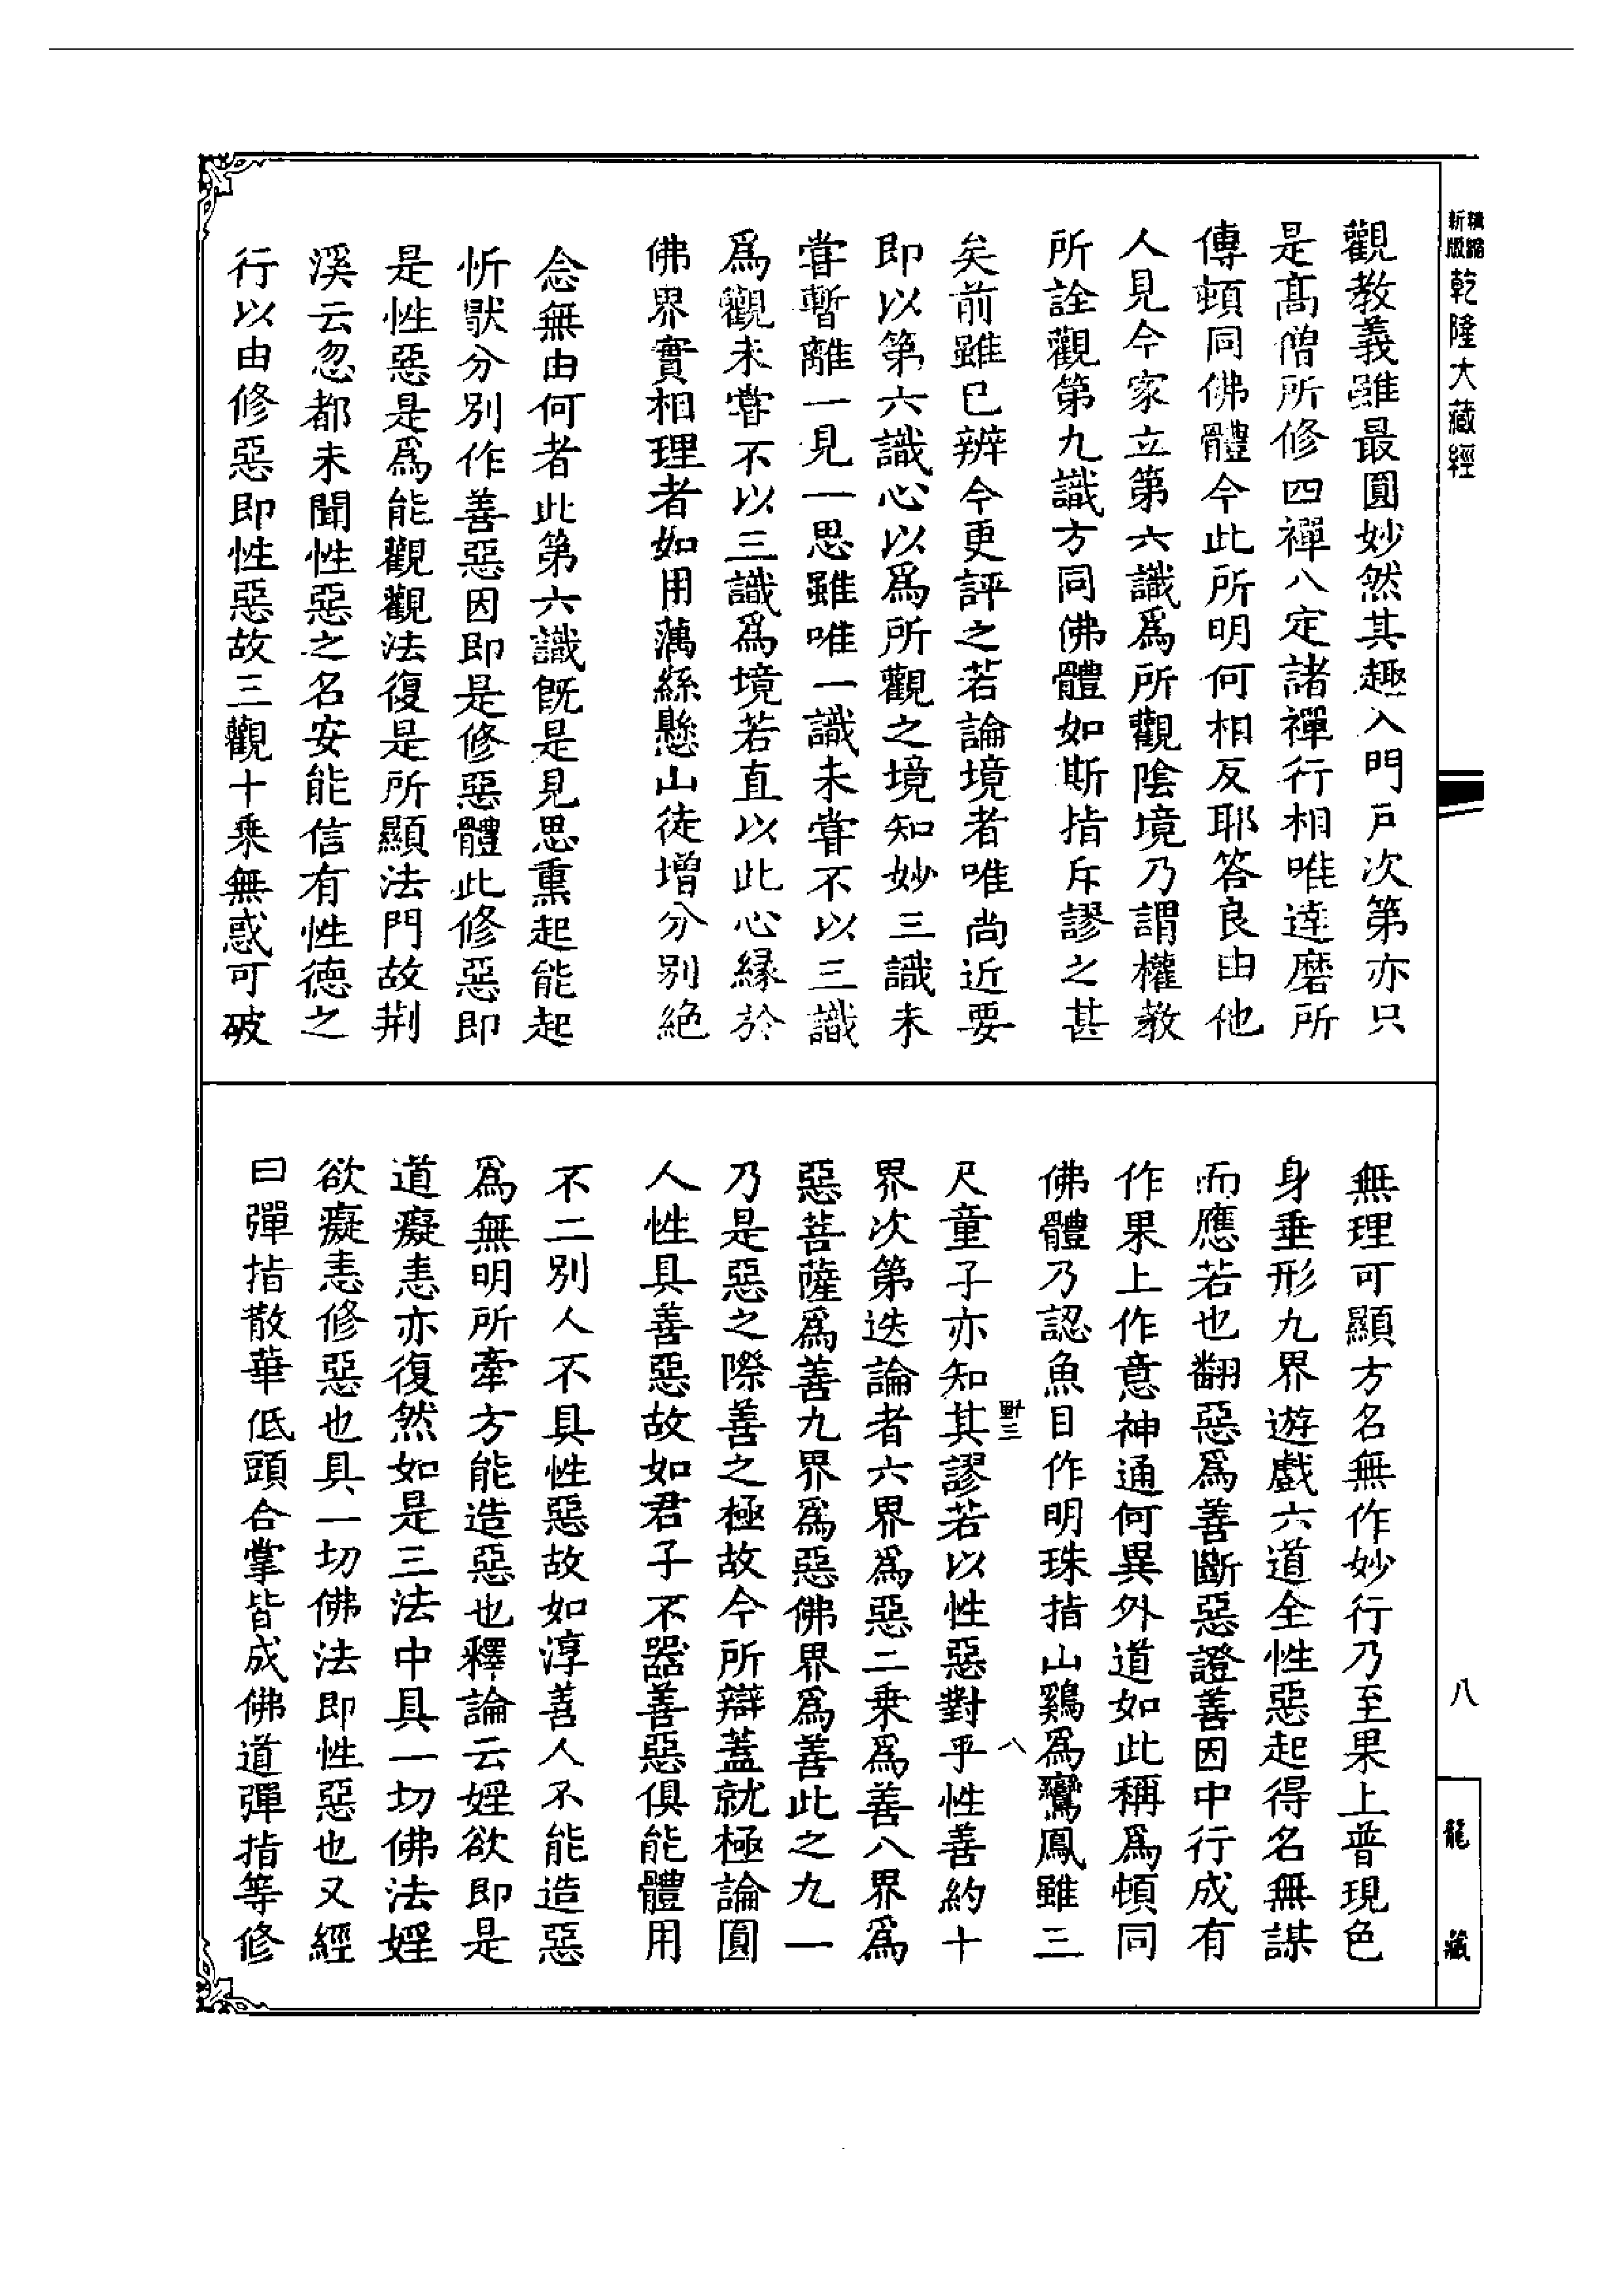 新版
精縮
乾隆大藏經
八
龍藏
觀教義雖最圓妙然其趣入門戸次第亦只
是髙僧所修四禪八定諸禪行相唯達磨所
傳頓同佛體今此所明何相反耶答良由他
人見今家立第六識爲所觀陰境乃謂權教
所詮觀第九識方同佛體如斯指斥謬之甚
矣前雖已辨今更評之若論境者唯尚近要
即以第六識心以爲所觀之境知妙三識未
甞暫離一見一思雖唯一識未甞不以三識
爲觀未甞不以三識爲境若直以此心縁於
佛界實相理者如用藕絲懸山徒增分别絶
念無由何者此第六識旣是見思熏起能起
忻猒分别作善惡因即是修惡體此修惡即
是性惡是爲能觀觀法復是所顯法門故荆
溪云忽都未聞性惡之名安能信有性德之
行以由修惡即性惡故三觀十乘無惑可破
無理可顯方名無作妙行乃至果上普現色
身垂形九界遊戲六道全性惡起得名無謀
而應若也翻惡爲善斷惡證善因中行成有
作果上作意神通何異外道如此稱爲頓同
佛體乃認魚目作明珠指山鷄爲鸞鳳雖三
野三
八
尺童子亦知其謬若以性惡對乎性善約十
界次第迭論者六界爲惡二乘爲善八界爲
惡菩薩爲善九界爲惡佛界爲善此之九一
乃是惡之際善之極故今所辯蓋就極論圓
人性具善惡故如君子不器善惡俱能體用
不二别人不具性惡故如淳善人不能造惡
爲無明所牽方能造惡也釋論云婬欲即是
道癡恚亦復然如是三法中具一切佛法婬
欲癡恚修惡也具一切佛法即性惡也又經
曰彈指散華低頭合掌皆成佛道彈指等修